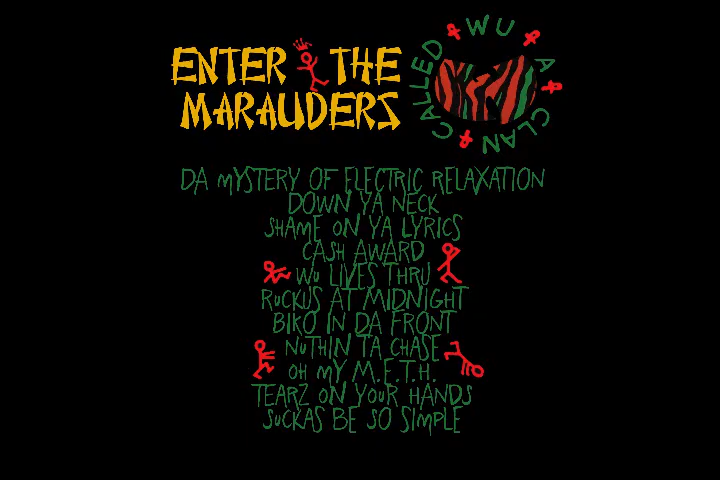 ENTER THE
MARAUDERS
WU A CLAN CALLED
DA MYSTERY OF ELECTRIC RELAXATION
DOWN YA NECK
SHAME ON YA LYRICS
CASH AWARD
WU LIVES THRU
RUCKUS AT MIDNIGHT
BIKO IN DA FRONT
NUTHIN TA CHASE
OH MY M.E.T.H.
TEARZ ON YOUR HANDS
SUCKAS BE SO SIMPLE